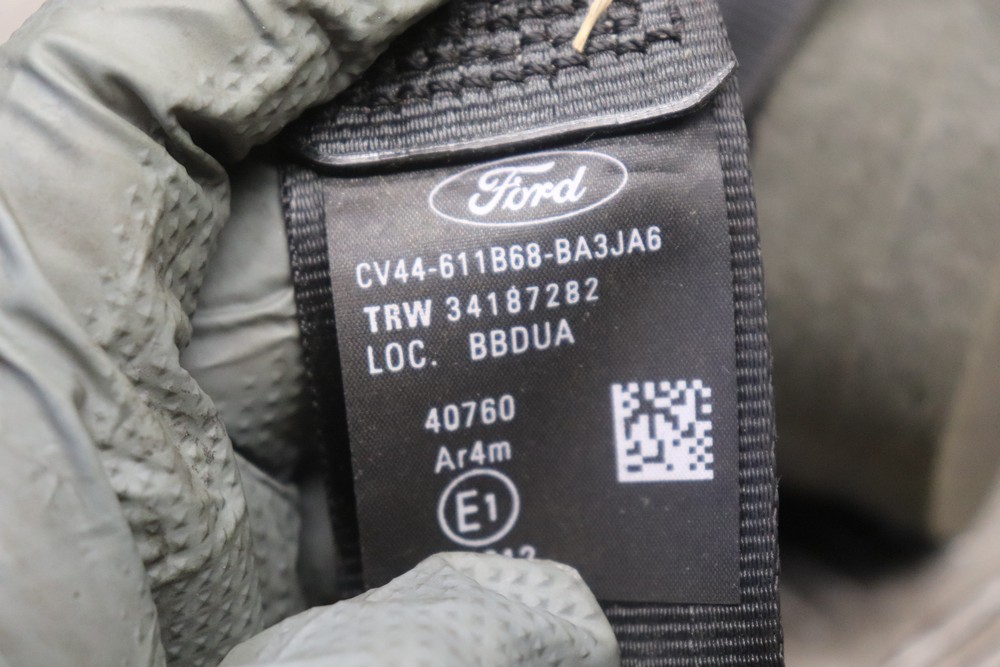 Ford
CV44-611B68-BA3JA6
TRW 34187282
LOC. BBDUA
40760
Ar4m
E1